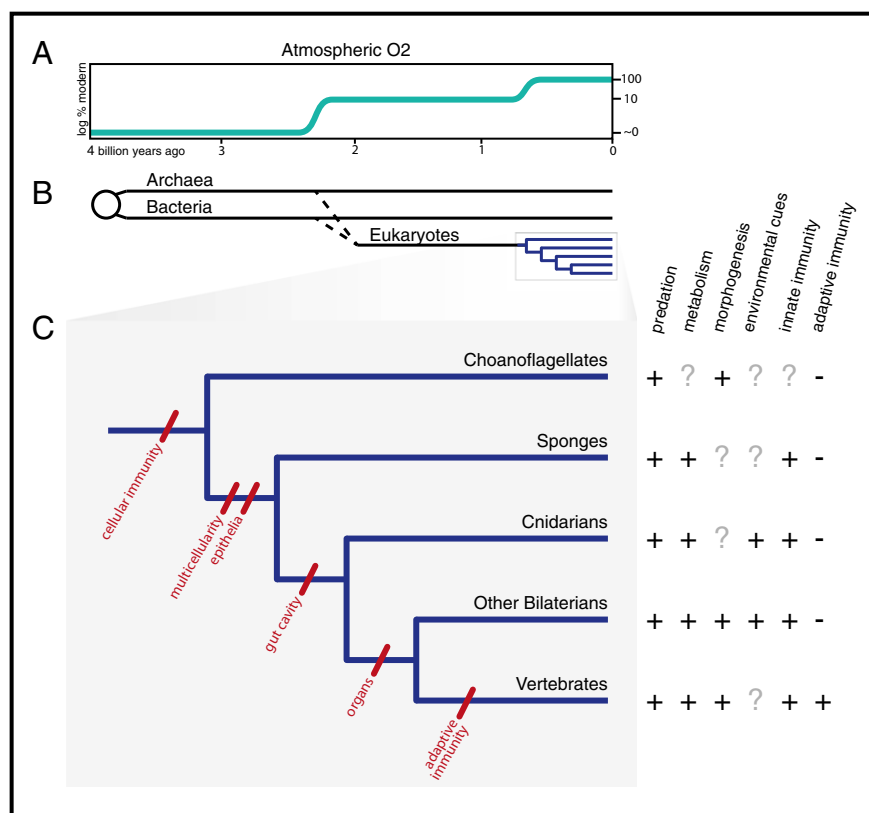 A
Atmospheric O2
log % modern
100
10
~0
4 billion years ago
3
2
1
0
B
Archaea
Bacteria
Eukaryotes
predation
metabolism
morphogenesis
environmental cues
innate immunity
adaptive immunity
C
Choanoflagellates
+ ? + ? ? -
cellular immunity
Sponges
+ + ? ? + -
multicellularity
epithelia
Cnidarians
+ + ? + + -
gut cavity
Other Bilaterians
+ + + + + -
organs
Vertebrates
+ + + ? + +
adaptive
immunity